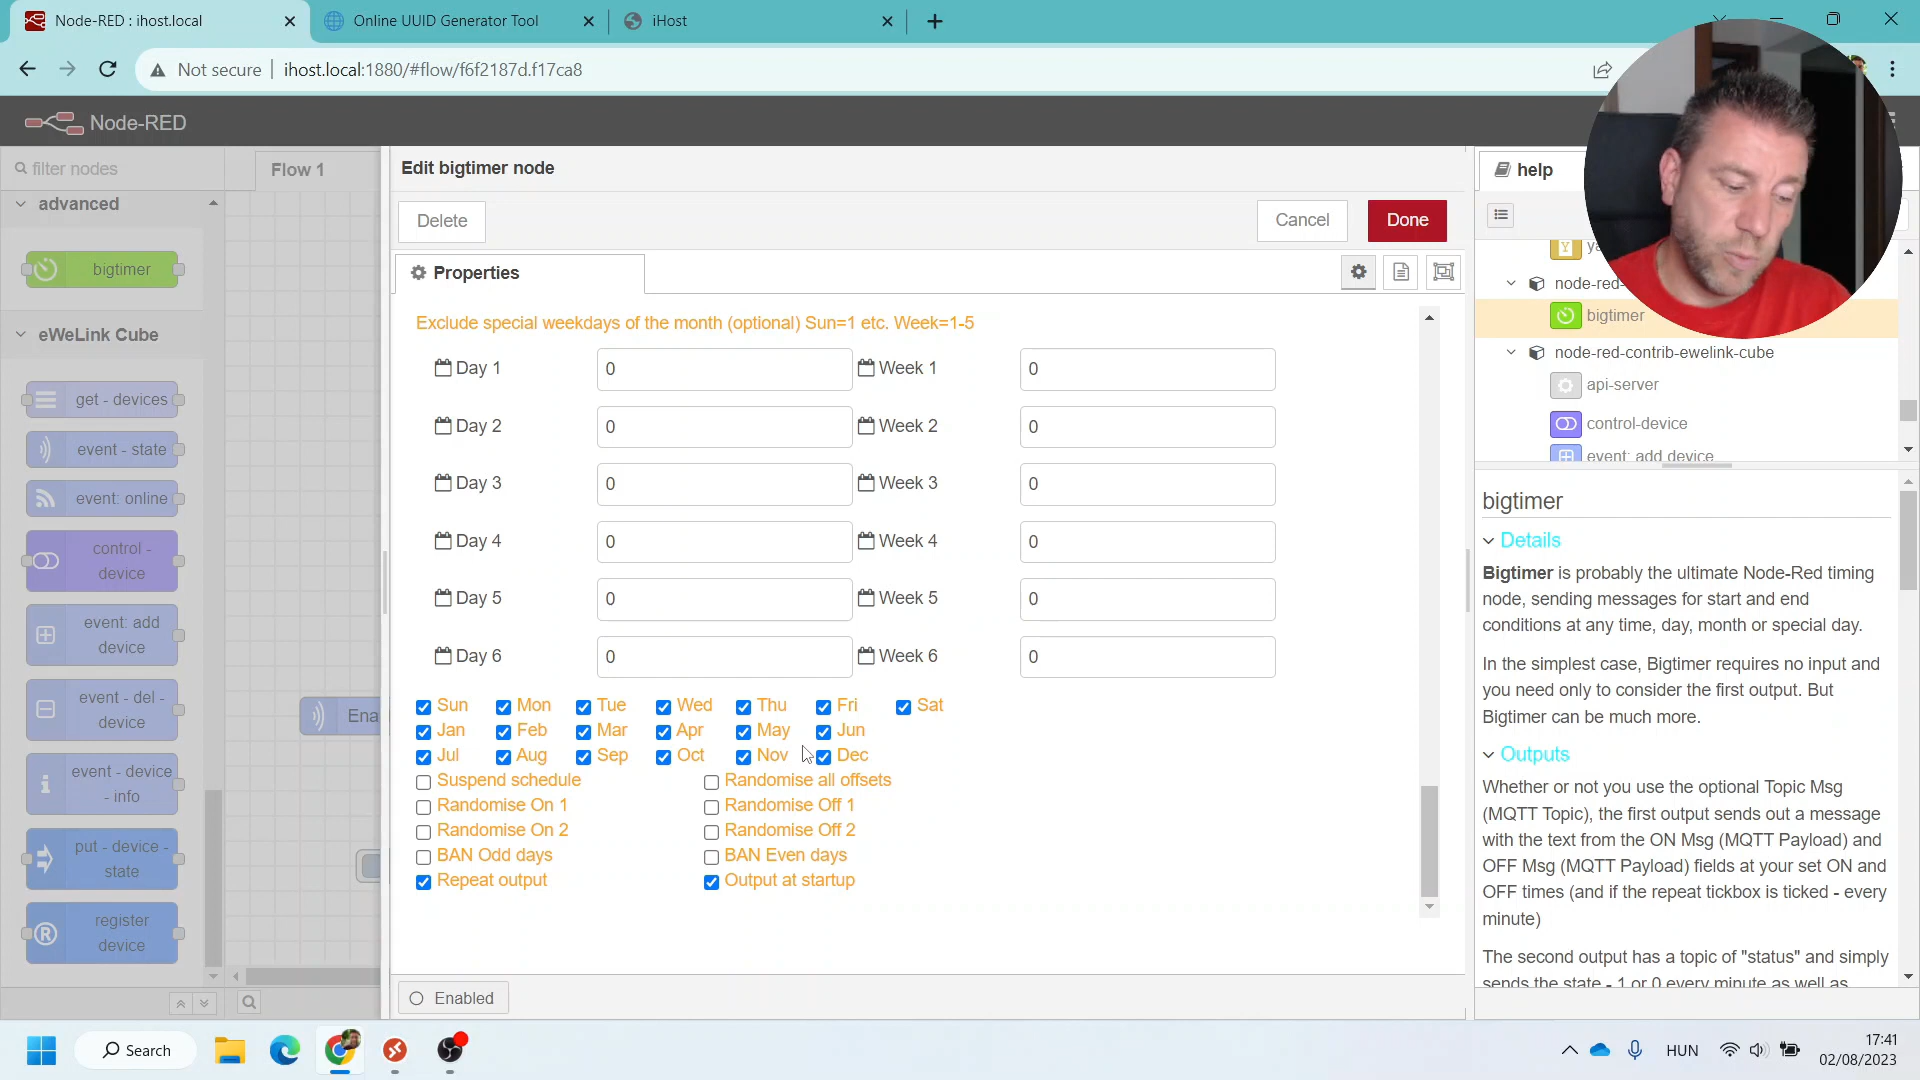 Node-RED : ihost.local
Online UUID Generator Tool
iHost
Not secure
ihost.local:1880/#flow/f6f2187d.f17ca8
Node-RED
filter nodes
Flow 1
Edit bigtimer node
help
advanced
Delete
Cancel
Done
bigtimer
Properties
node-red-
bigtimer
Exclude special weekdays of the month (optional) Sun=1 etc. Week=1-5
eWeLink Cube
node-red-contrib-ewelink-cube
Day 1
0
Week 1
0
api-server
get - devices
Day 2
0
Week 2
0
control-device
event - state
event: add device
Day 3
0
Week 3
0
event: online
bigtimer
Day 4
0
Week 4
0
Details
control -
device
Bigtimer is probably the ultimate Node-Red timing
node, sending messages for start and end
conditions at any time, day, month or special day.
Day 5
0
Week 5
0
event: add
device
In the simplest case, Bigtimer requires no input and
you need only to consider the first output. But
Bigtimer can be much more.
Day 6
0
Week 6
0
event - del -
device
Sun Mon Tue Wed Thu Fri Sat
Ena
Jan Feb Mar Apr May Jun
Jul Aug Sep Oct Nov Dec
Outputs
event - device
- info
Suspend schedule
Randomise all offsets
Randomise On 1
Randomise Off 1
Randomise On 2
Randomise Off 2
BAN Odd days
BAN Even days
Repeat output
Output at startup
Whether or not you use the optional Topic Msg
(MQTT Topic), the first output sends out a message
with the text from the ON Msg (MQTT Payload) and
OFF Msg (MQTT Payload) fields at your set ON and
OFF times (and if the repeat tickbox is ticked - every
minute)
put - device -
state
register
device
The second output has a topic of "status" and simply
sends the state - 1 or 0 every minute as well as
Enabled
Search
HUN
17:41
02/08/2023